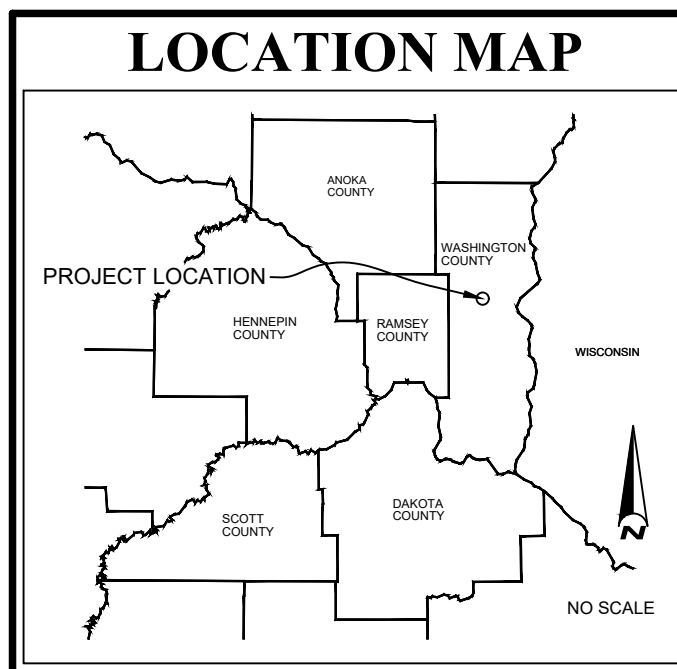 LOCATION MAP
ANOKA
COUNTY
WASHINGTON
COUNTY
PROJECT LOCATION
HENNEPIN
COUNTY
RAMSEY
COUNTY
WISCONSIN
SCOTT
COUNTY
DAKOTA
COUNTY
N
NO SCALE